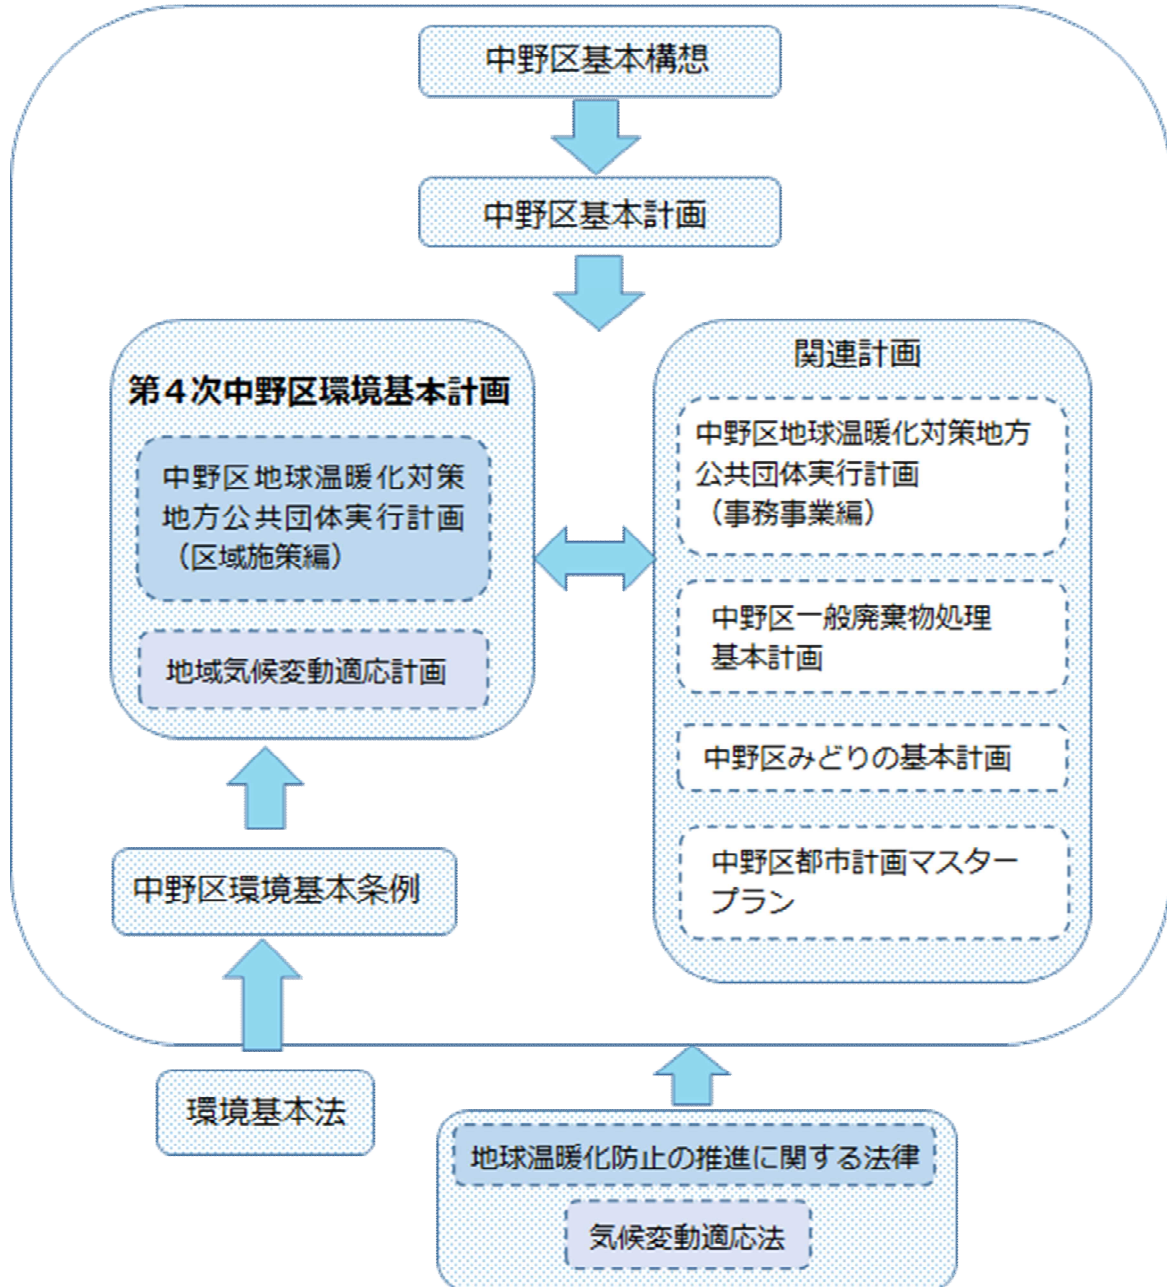 中野区基本構想
中野区基本計画
第４次中野区環境基本計画
中野区地球温暖化対策
地方公共団体実行計画
（区域施策編）
地域気候変動適応計画
関連計画
中野区地球温暖化対策地方
公共団体実行計画
（事務事業編）
中野区一般廃棄物処理
基本計画
中野区みどりの基本計画
中野区都市計画マスター
プラン
中野区環境基本条例
環境基本法
地球温暖化防止の推進に関する法律
気候変動適応法